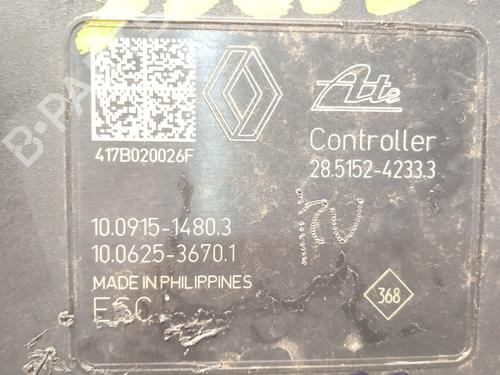 Ate
Controller
28.5152-4233.3
417B020026F
10.0915-1480.3
10.0625-3670.1
MADE IN PHILIPPINES
ESC
368
B-PARTS